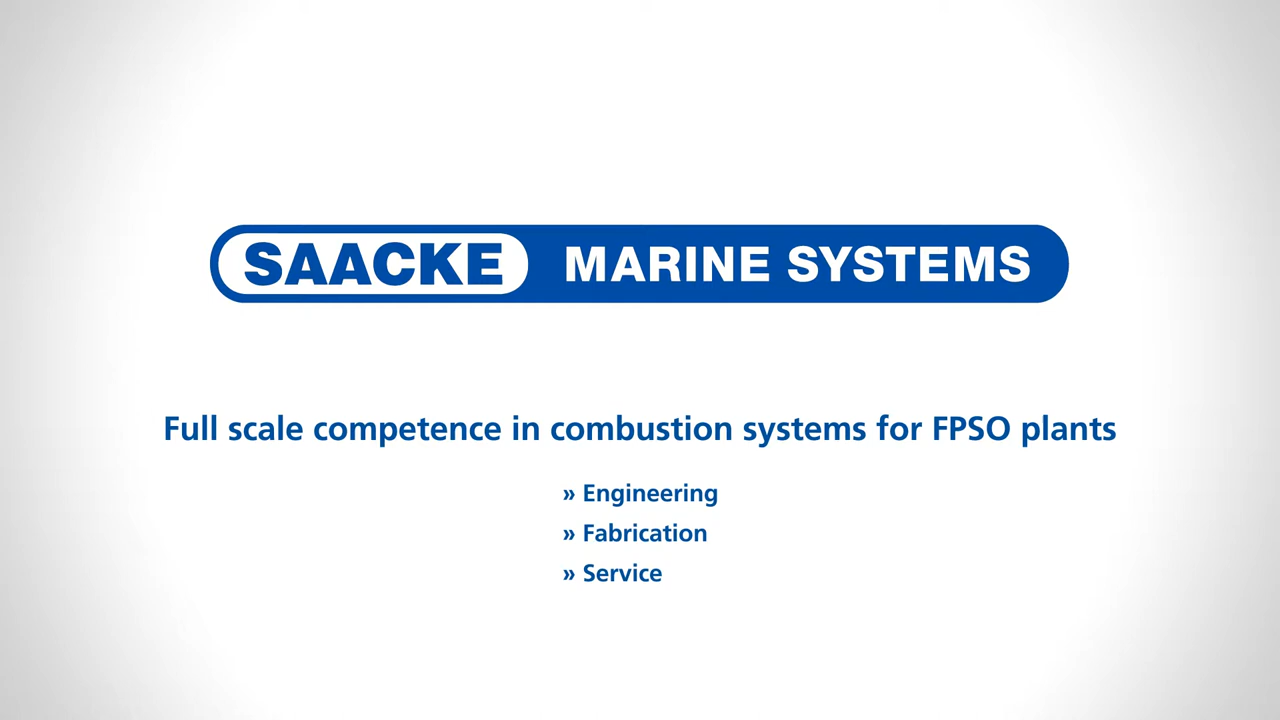 SAACKE MARINE SYSTEMS
Full scale competence in combustion systems for FPSO plants
» Engineering
» Fabrication
» Service